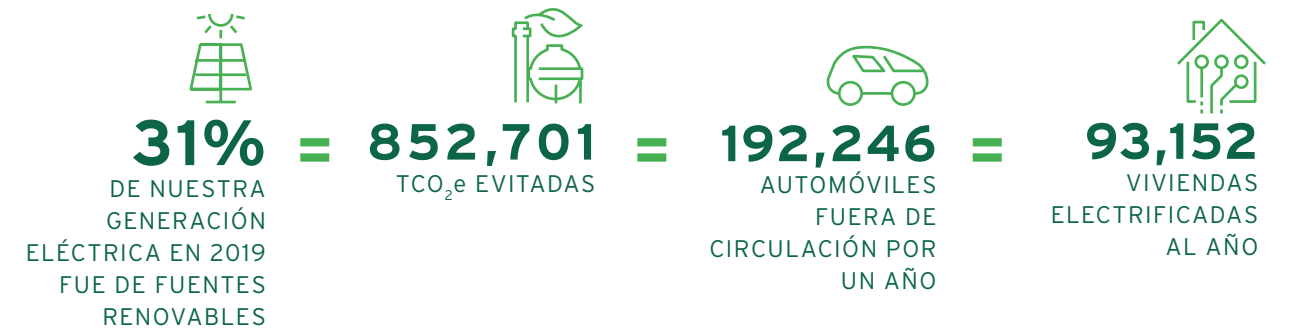 31%
DE NUESTRA
GENERACIÓN
ELÉCTRICA EN 2019
FUE DE FUENTES
RENOVABLES
=
852,701
TCO₂e EVITADAS
=
192,246
AUTOMÓVILES
FUERA DE
CIRCULACIÓN POR
UN AÑO
=
93,152
VIVIENDAS
ELECTRIFICADAS
AL AÑO